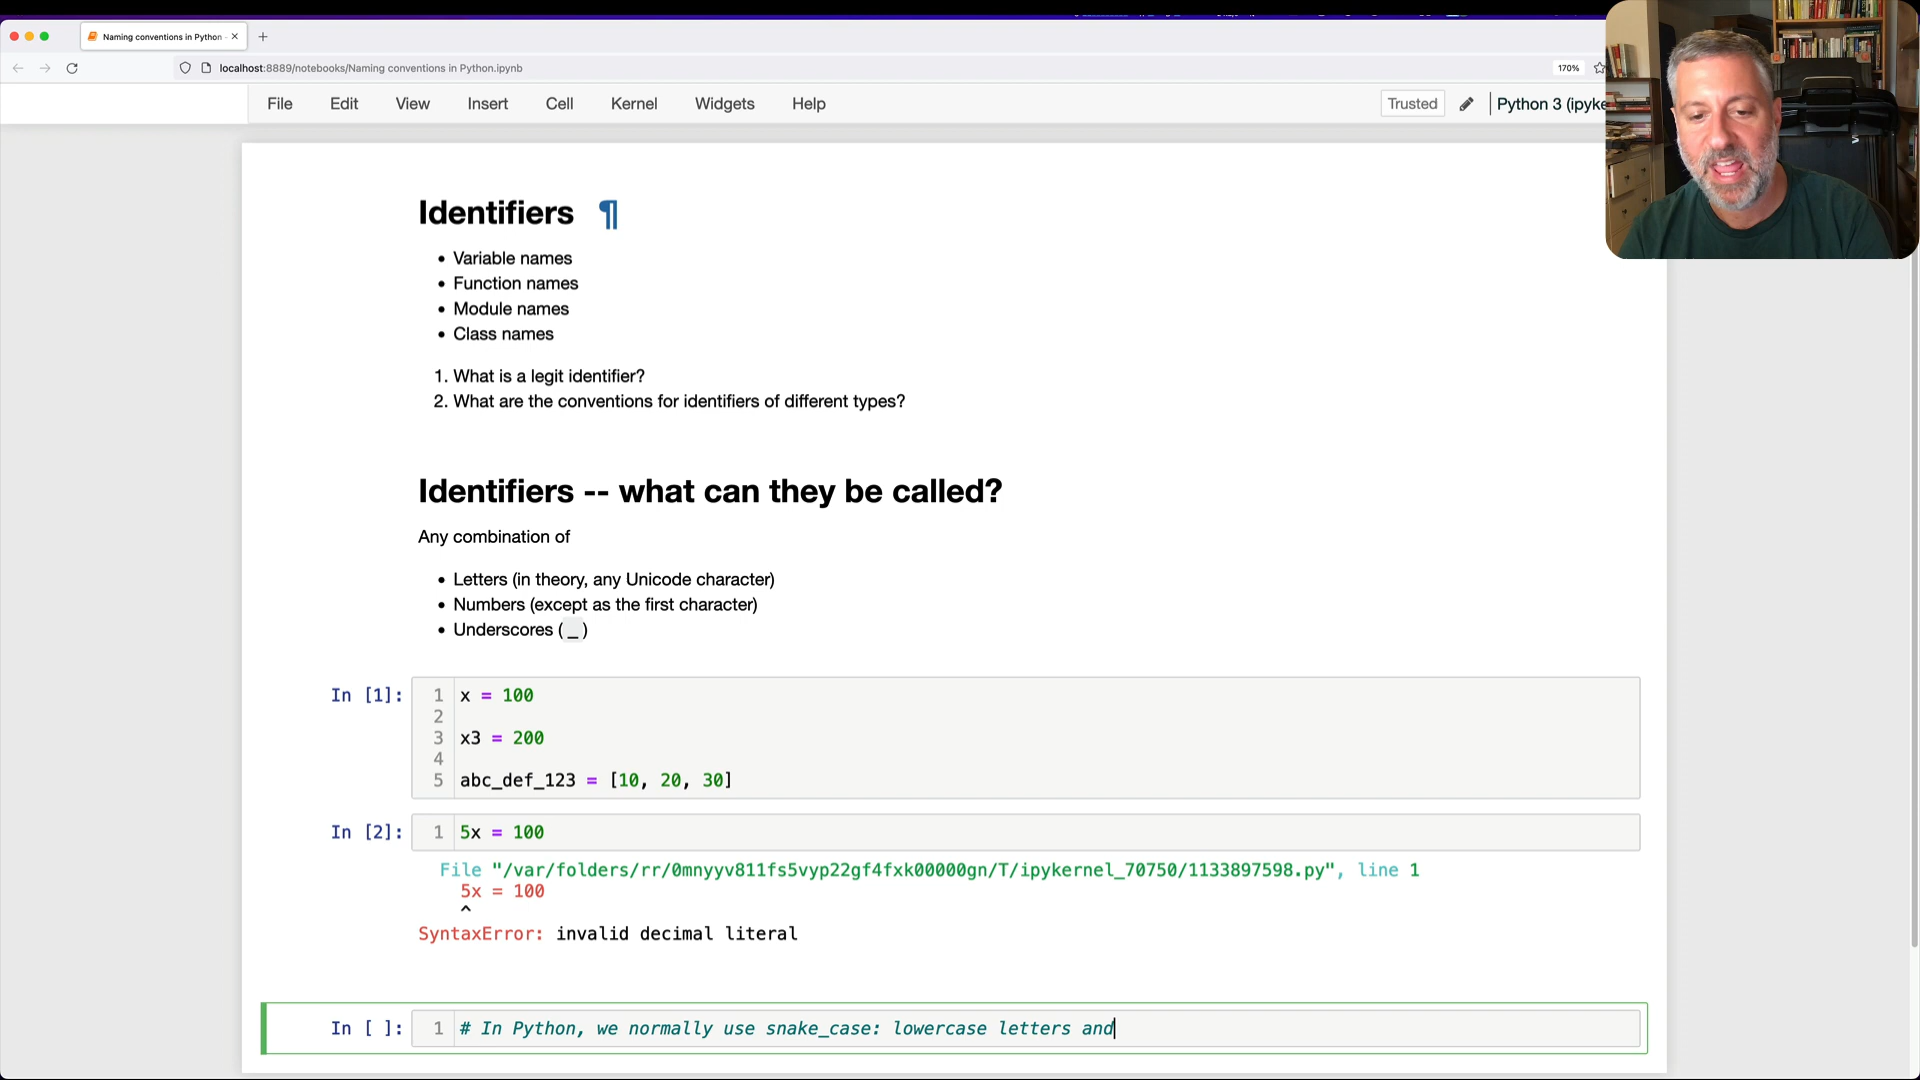 Naming conventions in Python -
localhost:8889/notebooks/Naming conventions in Python.ipynb
170%
File Edit View Insert Cell Kernel Widgets Help
Trusted
Python 3 (ipyke
Identifiers ¶
• Variable names
• Function names
• Module names
• Class names
1. What is a legit identifier?
2. What are the conventions for identifiers of different types?
Identifiers -- what can they be called?
Any combination of
• Letters (in theory, any Unicode character)
• Numbers (except as the first character)
• Underscores ( _ )
In [1]: 1 x = 100
2
3 x3 = 200
4
5 abc_def_123 = [10, 20, 30]
In [2]: 1 5x = 100
File "/var/folders/rr/0mnyyv811fs5vyp22gf4fxk00000gn/T/ipykernel_70750/1133897598.py", line 1
5x = 100
^
SyntaxError: invalid decimal literal
In [ ]: 1 # In Python, we normally use snake_case: lowercase letters and